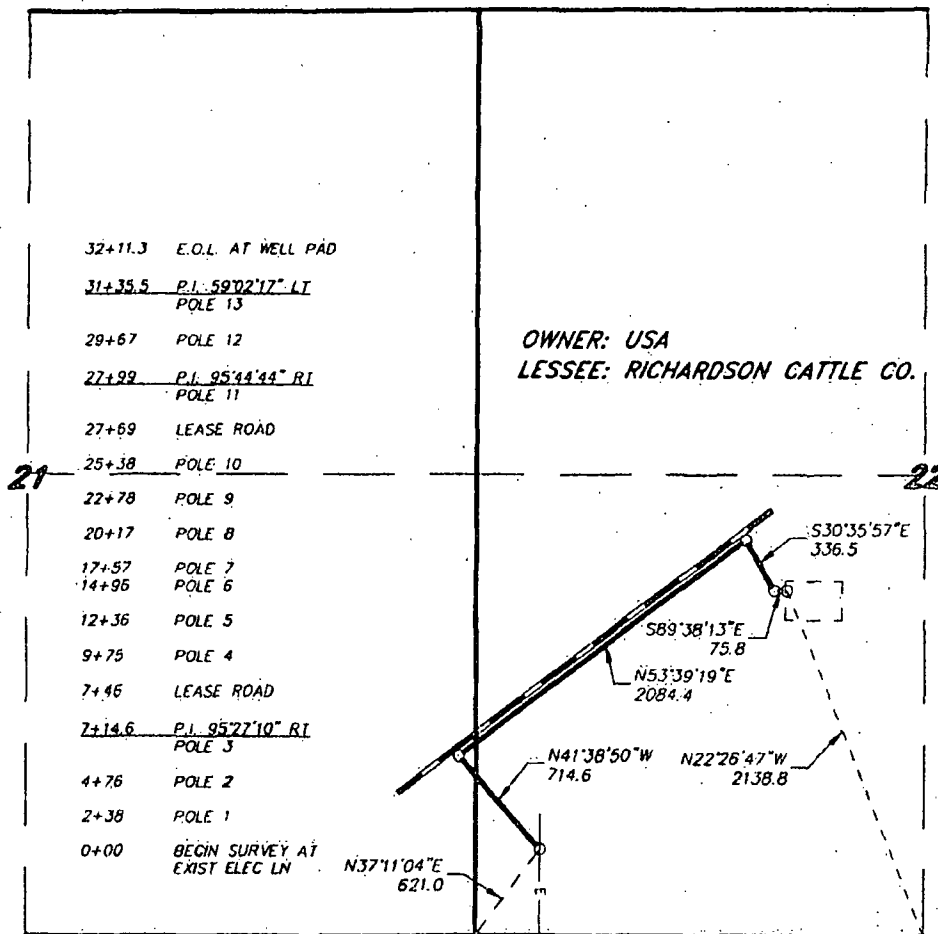 32+11.3 E.O.L. AT WELL PAD
31+35.5 P.I. 59°02'17" LT
POLE 13
29+67 POLE 12
27+99 P.I. 95°44'44" RT
POLE 11
27+69 LEASE ROAD
25+38 POLE 10
22+78 POLE 9
20+17 POLE 8
17+57 POLE 7
14+96 POLE 6
12+36 POLE 5
9+75 POLE 4
7+46 LEASE ROAD
7+14.6 P.I. 95°27'10" RT
POLE 3
4+76 POLE 2
2+38 POLE 1
0+00 BEGIN SURVEY AT
EXIST ELEC LN
OWNER: USA
LESSEE: RICHARDSON CATTLE CO.
21
22
S30°35'57"E
336.5
S89°38'13"E
75.8
N53°39'19"E
2084.4
N41°38'50"W
714.6
N22°26'47"W
2138.8
N37°11'04"E
621.0
E